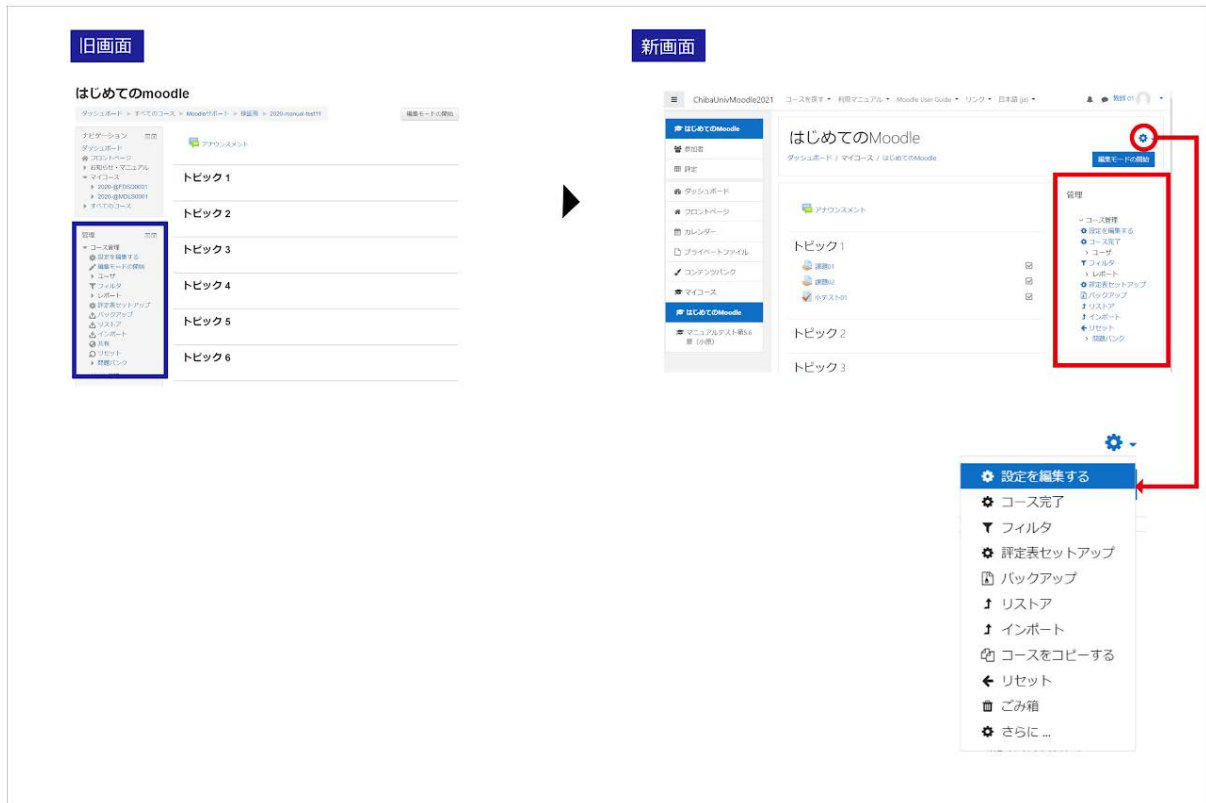 旧画面
はじめてのmoodle
ダッシュボード > すべてのコース > Moodleサポート > 検証用 > 2020-manual-test11
編集モードの開始
ナビゲーション
ダッシュボード
フロントページ
お知らせ・マニュアル
マイコース
すべてのコース
アナウンスメント
トピック 1
トピック 2
トピック 3
トピック 4
トピック 5
トピック 6
管理
コース管理
設定を編集する
編集モードの開始
ユーザ
フィルタ
レポート
評定表セットアップ
バックアップ
リストア
インポート
共有
リセット
問題バンク
新画面
ChibaUnivMoodle2021 コースを探す 利用マニュアル Moodle User Guide リンク 日本語 (ja) 教師 01
はじめてのMoodle
参加者
評定
ダッシュボード
フロントページ
カレンダー
プライベートファイル
コンテンツバンク
マイコース
はじめてのMoodle
マニュアルテスト用5,6
章 (小原)
はじめてのMoodle
ダッシュボード / マイコース / はじめてのMoodle
編集モードの開始
アナウンスメント
トピック 1
課題01
課題02
小テスト01
トピック 2
トピック 3
管理
コース管理
設定を編集する
コース完了
ユーザ
フィルタ
レポート
評定表セットアップ
バックアップ
リストア
インポート
リセット
問題バンク
設定を編集する
コース完了
フィルタ
評定表セットアップ
バックアップ
リストア
インポート
コースをコピーする
リセット
ごみ箱
さらに ...